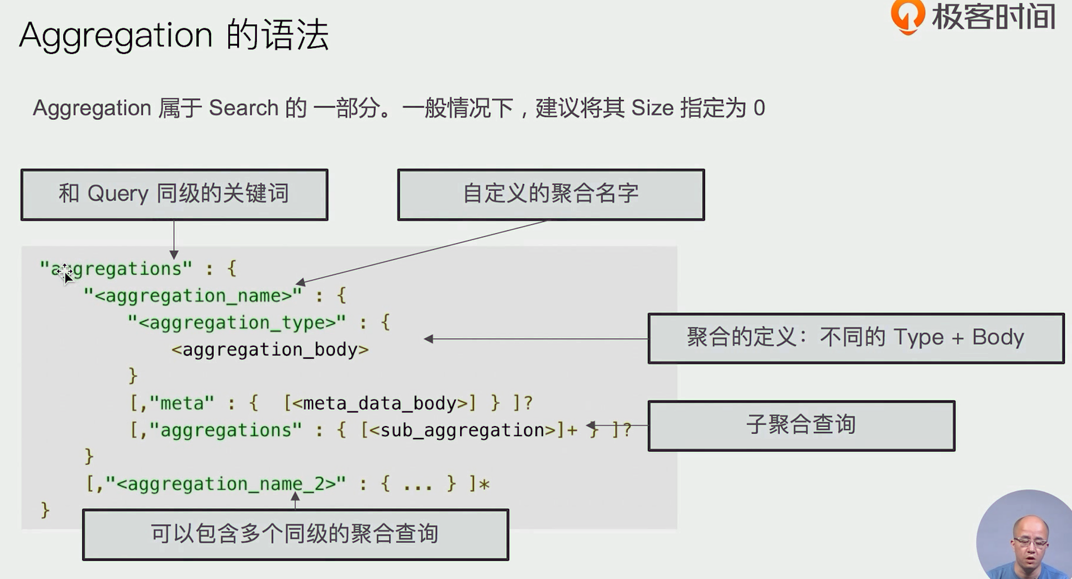 极客时间
Aggregation 的语法
Aggregation 属于 Search 的 一部分。一般情况下，建议将其 Size 指定为 0
和 Query 同级的关键词
自定义的聚合名字
"aggregations" : {
"<aggregation_name>" : {
"<aggregation_type>" : {
<aggregation_body>
}
[,"meta" : {  [<meta_data_body>] } ]?
[,"aggregations" : { [<sub_aggregation>]+ } ]?
}
[,"<aggregation_name_2>" : { ... } ]*
}
聚合的定义：不同的 Type + Body
子聚合查询
可以包含多个同级的聚合查询